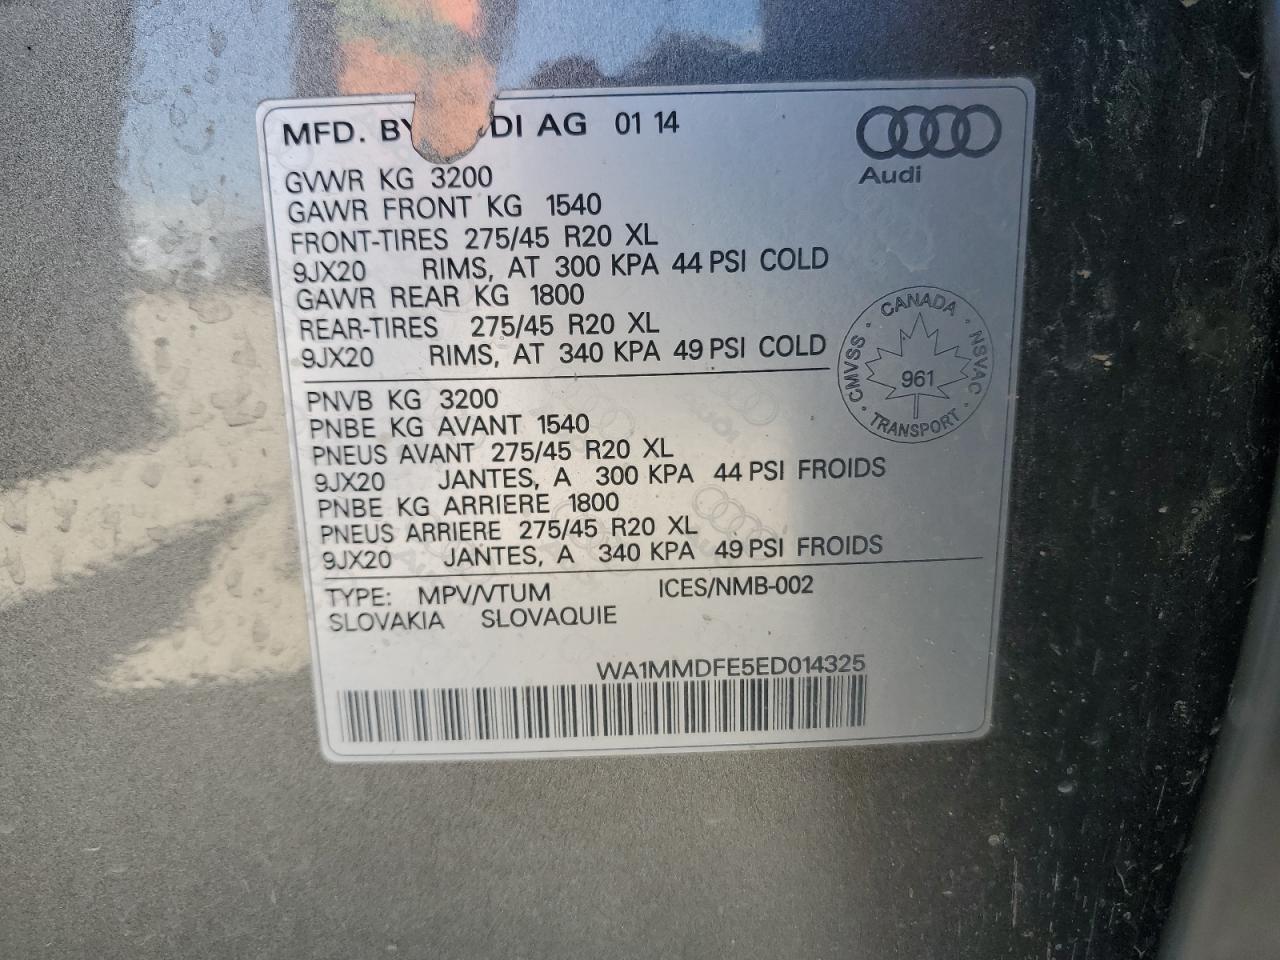 MFD. BY AUDI AG 01 14
Audi
GVWR KG 3200
GAWR FRONT KG 1540
FRONT-TIRES 275/45 R20 XL
9JX20 RIMS, AT 300 KPA 44 PSI COLD
GAWR REAR KG 1800
REAR-TIRES 275/45 R20 XL
9JX20 RIMS, AT 340 KPA 49 PSI COLD
CANADA
CMVSS
NSVAC
961
TRANSPORT
PNVB KG 3200
PNBE KG AVANT 1540
PNEUS AVANT 275/45 R20 XL
9JX20 JANTES, A 300 KPA 44 PSI FROIDS
PNBE KG ARRIERE 1800
PNEUS ARRIERE 275/45 R20 XL
9JX20 JANTES, A 340 KPA 49 PSI FROIDS
TYPE: MPV/VTUM ICES/NMB-002
SLOVAKIA SLOVAQUIE
WA1MMDFE5ED014325